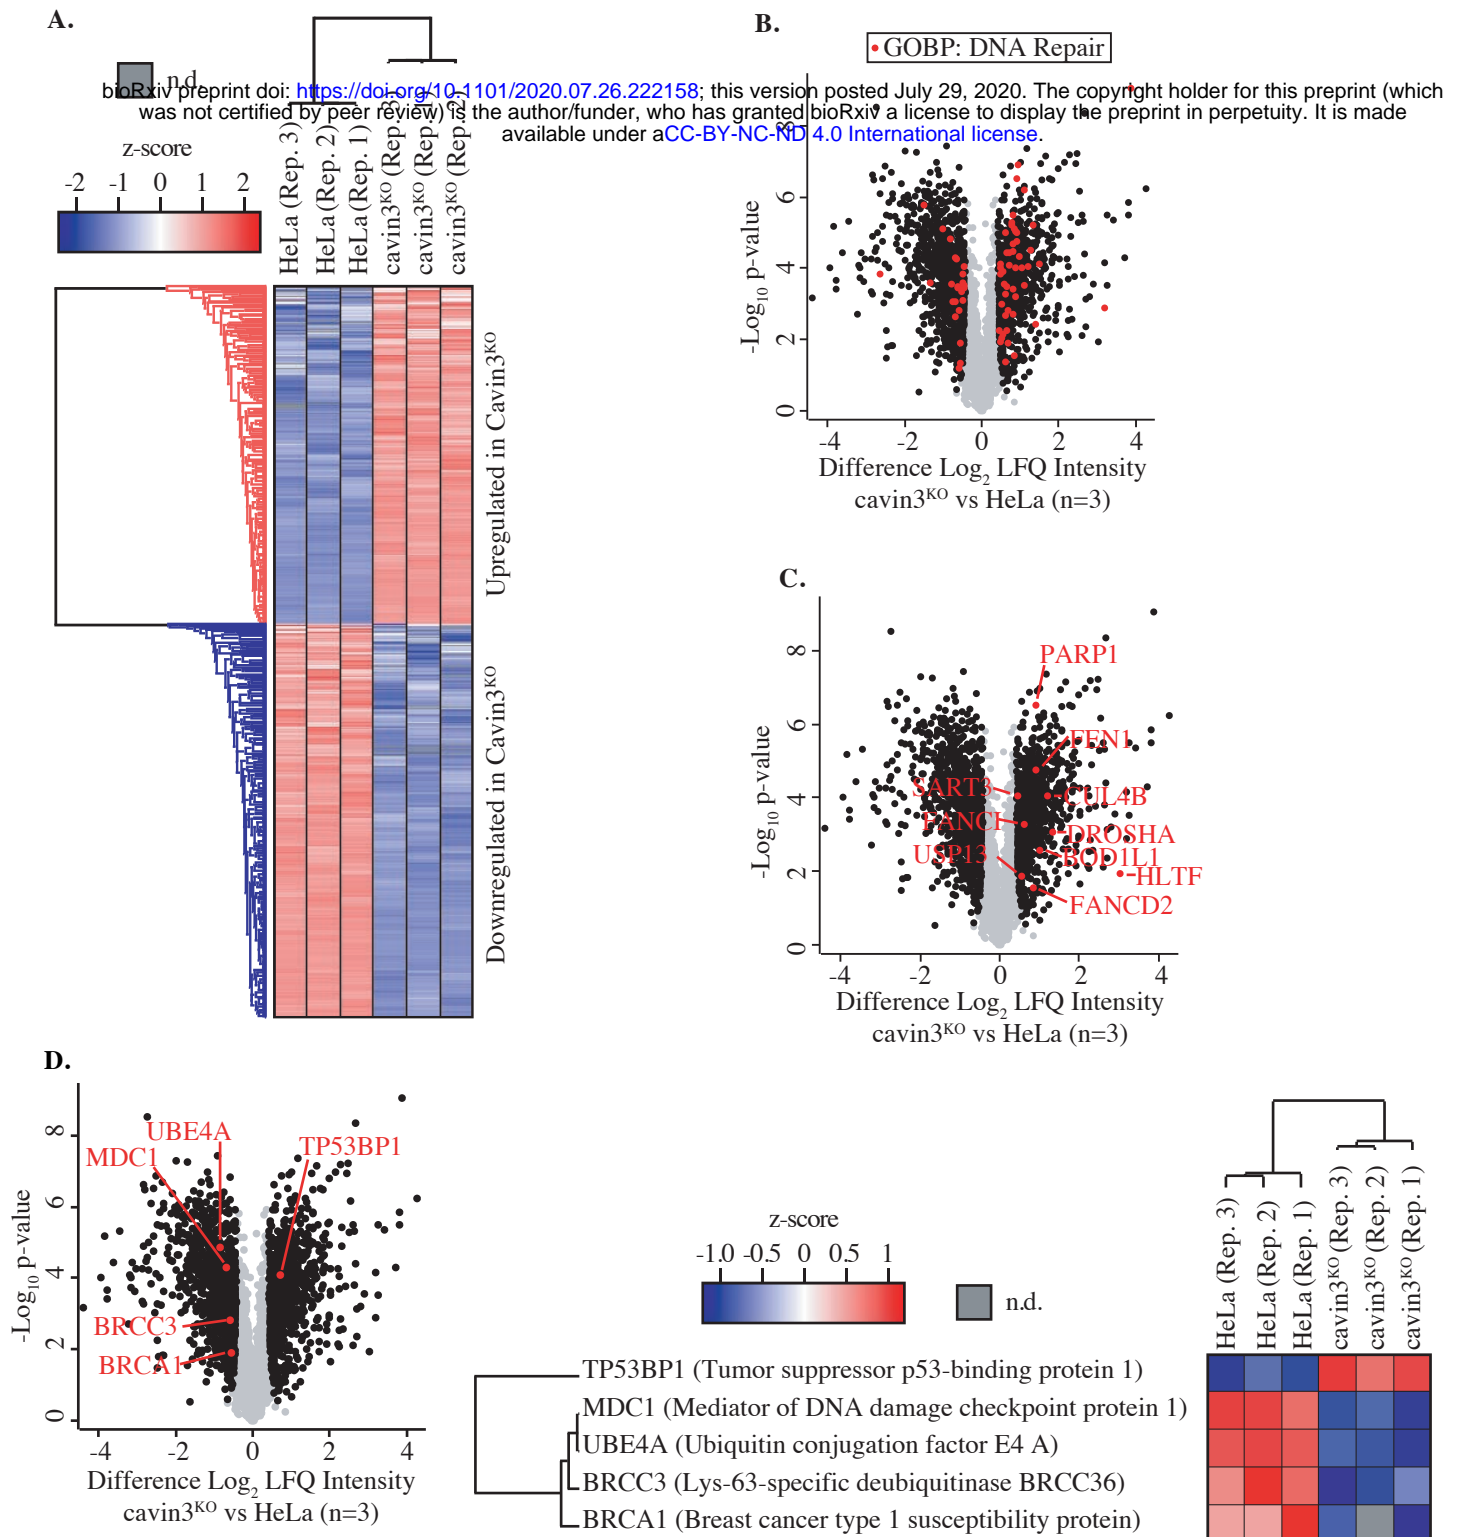 A.
n.d.
bioRxiv preprint doi: https://doi.org/10.1101/2020.07.26.222158; this version posted July 29, 2020. The copyright holder for this preprint (which
was not certified by peer review) is the author/funder, who has granted bioRxiv a license to display the preprint in perpetuity. It is made
available under aCC-BY-NC-ND 4.0 International license.
z-score
-2 -1 0 1 2
HeLa (Rep. 3)
HeLa (Rep. 2)
HeLa (Rep. 1)
cavin3KO (Rep. 3)
cavin3KO (Rep. 1)
cavin3KO (Rep. 2)
Upregulated in Cavin3KO
Downregulated in Cavin3KO
B.
GOBP: DNA Repair
-Log10 p-value
8
6
4
2
0
-4 -2 0 2 4
Difference Log2 LFQ Intensity
cavin3KO vs HeLa (n=3)
C.
-Log10 p-value
8
6
4
2
0
PARP1
FEN1
SART3
CUL4B
FANCI
DROSHA
USP13
BOD1L1
HLTF
FANCD2
-4 -2 0 2 4
Difference Log2 LFQ Intensity
cavin3KO vs HeLa (n=3)
D.
-Log10 p-value
8
6
4
2
0
UBE4A
MDC1
TP53BP1
BRCC3
BRCA1
-4 -2 0 2 4
Difference Log2 LFQ Intensity
cavin3KO vs HeLa (n=3)
z-score
-1.0 -0.5 0 0.5 1
n.d.
HeLa (Rep. 3)
HeLa (Rep. 2)
HeLa (Rep. 1)
cavin3KO (Rep. 3)
cavin3KO (Rep. 2)
cavin3KO (Rep. 1)
TP53BP1 (Tumor suppressor p53-binding protein 1)
MDC1 (Mediator of DNA damage checkpoint protein 1)
UBE4A (Ubiquitin conjugation factor E4 A)
BRCC3 (Lys-63-specific deubiquitinase BRCC36)
BRCA1 (Breast cancer type 1 susceptibility protein)